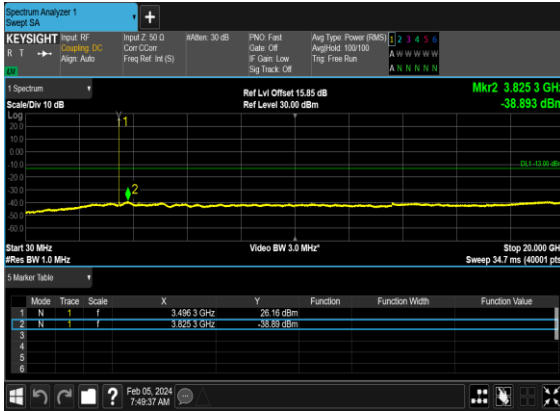 Spectrum Analyzer 1
Swept SA
+
KEYSIGHT Input: RF Input Z: 50 Ω #Atten: 30 dB PNO: Fast Avg Type: Power (RMS) 1 2 3 4 5 6
R T Coupling: DC Corr CCorr Gate: Off Avg|Hold: 100/100 A W W W W W
Align: Auto Freq Ref: Int (S) IF Gain: Low Trig: Free Run
Sig Track: Off A N N N N N
1 Spectrum Ref Lvl Offset 15.85 dB Mkr2 3.825 3 GHz
Scale/Div 10 dB Ref Level 30.00 dBm -38.893 dBm
Log
1
20.0
10.0
0.00
-10.0 DL1 -13.00 dBm
-20.0
-30.0
2
-40.0
-50.0
-60.0
Start 30 MHz Video BW 3.0 MHz* Stop 20.000 GHz
#Res BW 1.0 MHz Sweep 34.7 ms (40001 pts)
5 Marker Table
Mode Trace Scale X Y Function Function Width Function Value
1 N 1 f 3.496 3 GHz 26.16 dBm
2 N 1 f 3.825 3 GHz -38.89 dBm
3
4
5
6
? Feb 05, 2024
7:49:37 AM